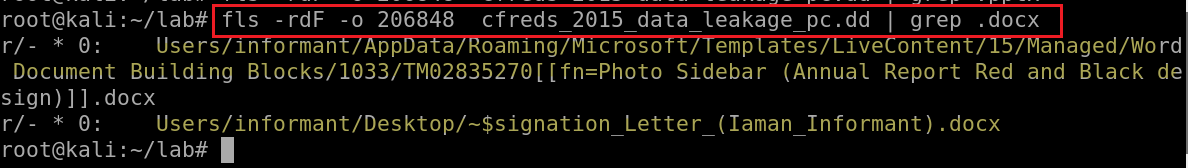 root@kali:~/lab# fls -rdF -o 206848  cfreds_2015_data_leakage_pc.dd | grep .docx
r/- * 0:    Users/informant/AppData/Roaming/Microsoft/Templates/LiveContent/15/Managed/Word
 Document Building Blocks/1033/TM02835270[[fn=Photo Sidebar (Annual Report Red and Black de
sign)]].docx
r/- * 0:    Users/informant/Desktop/~$signation_Letter_(Iaman_Informant).docx
root@kali:~/lab#